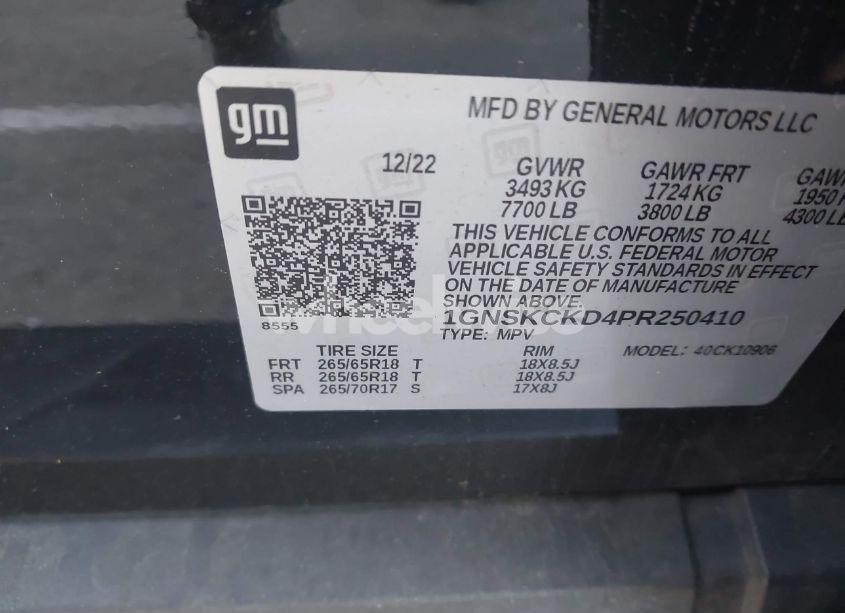 gm
MFD BY GENERAL MOTORS LLC
12/22 GVWR GAWR FRT GAWR
3493 KG 1724 KG 1950 K
7700 LB 3800 LB 4300 LB
THIS VEHICLE CONFORMS TO ALL
APPLICABLE U.S. FEDERAL MOTOR
VEHICLE SAFETY STANDARDS IN EFFECT
ON THE DATE OF MANUFACTURE
SHOWN ABOVE.
8555 1GNSKCKD4PR250410
TYPE: MPV
TIRE SIZE RIM MODEL: 40CK10906
FRT 265/65R18 T 18X8.5J
RR 265/65R18 T 18X8.5J
SPA 265/70R17 S 17X8J